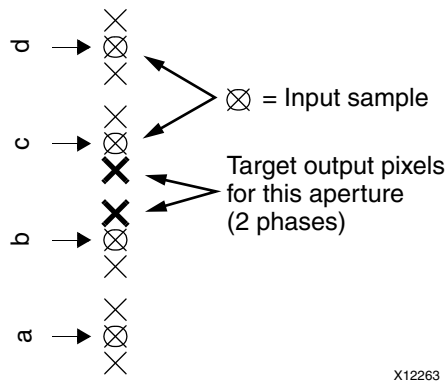 d
c
b
a
= Input sample
Target output pixels
for this aperture
(2 phases)
X12263